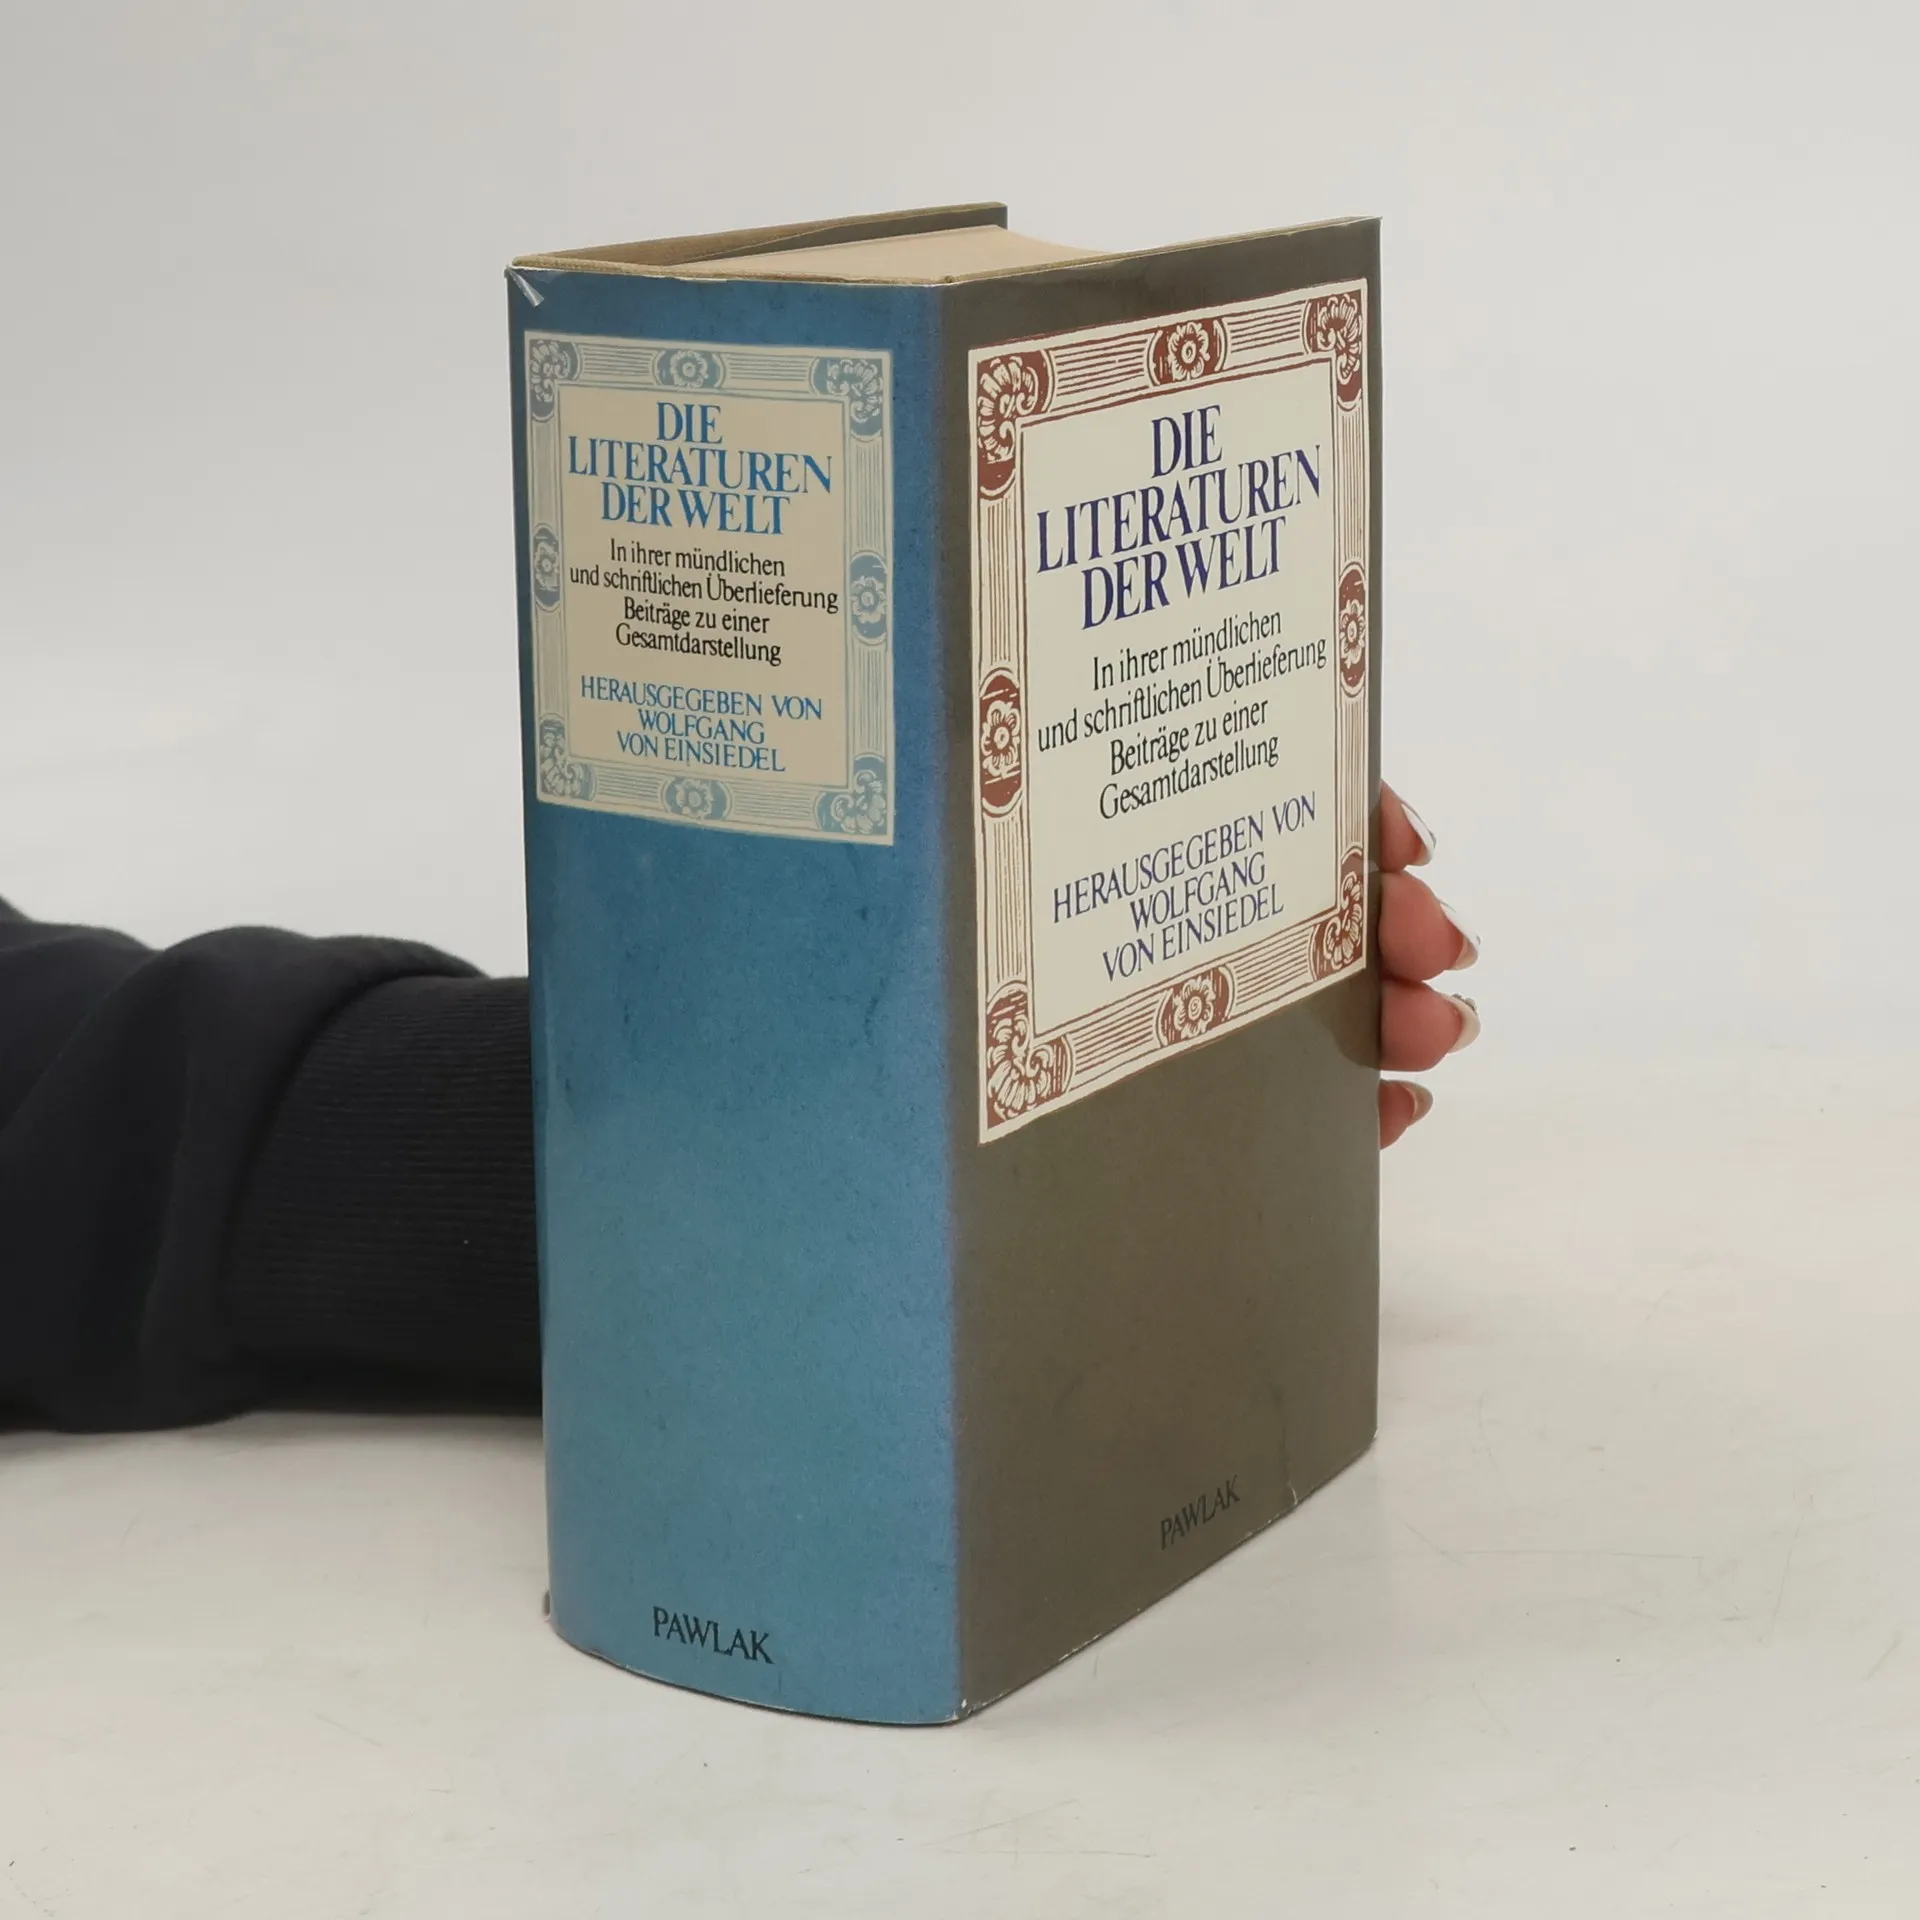 DIE
LITERATUREN
DER WELT
In ihrer mündlichen
und schriftlichen Überlieferung
Beiträge zu einer
Gesamtdarstellung
HERAUSGEGEBEN VON
WOLFGANG
VON EINSIEDEL
PAWLAK
DIE
LITERATUREN
DER WELT
In ihrer mündlichen
und schriftlichen Überlieferung
Beiträge zu einer
Gesamtdarstellung
HERAUSGEGEBEN VON
WOLFGANG
VON EINSIEDEL
PAWLAK